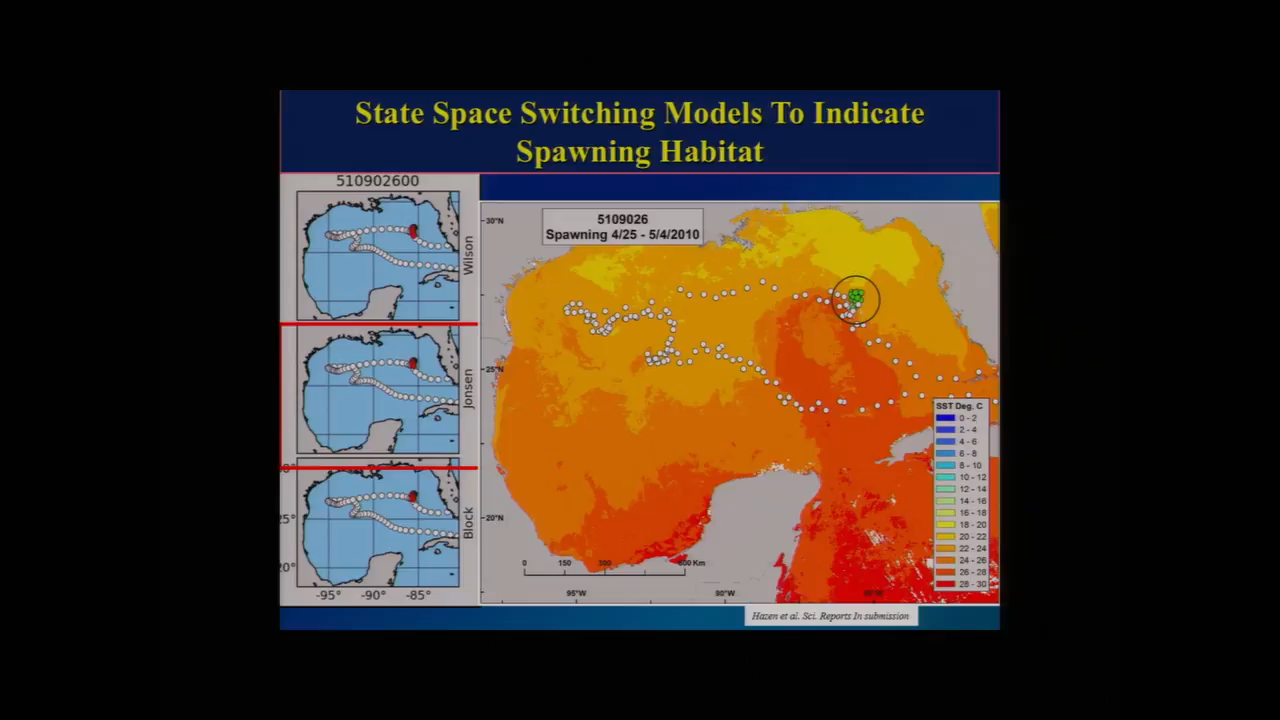 State Space Switching Models To Indicate
Spawning Habitat
510902600
Wilson
Jonsen
Block
25°
20°
-95° -90° -85°
5109026
Spawning 4/25 - 5/4/2010
30°N
25°N
20°N
95°W
90°W
0 150 300 600 Km
SST Deg. C
0 - 2
2 - 4
4 - 6
6 - 8
8 - 10
10 - 12
12 - 14
14 - 16
16 - 18
18 - 20
20 - 22
22 - 24
24 - 26
26 - 28
28 - 30
Hazen et al. Sci. Reports In submission